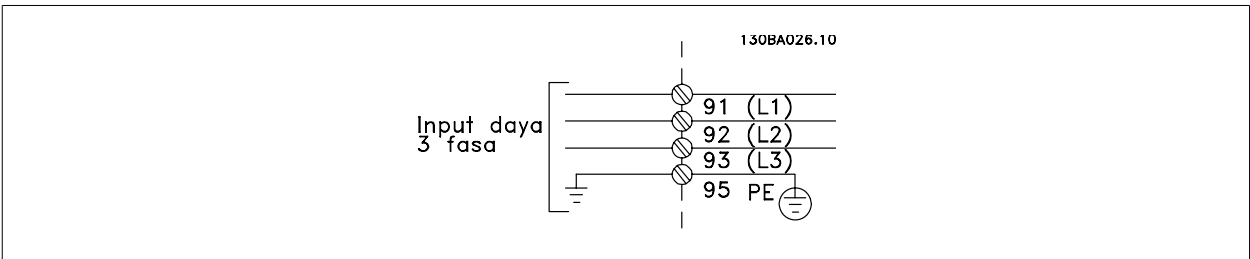 130BA026.10
91 (L1)
Input daya
92 (L2)
3 fasa
93 (L3)
95 PE